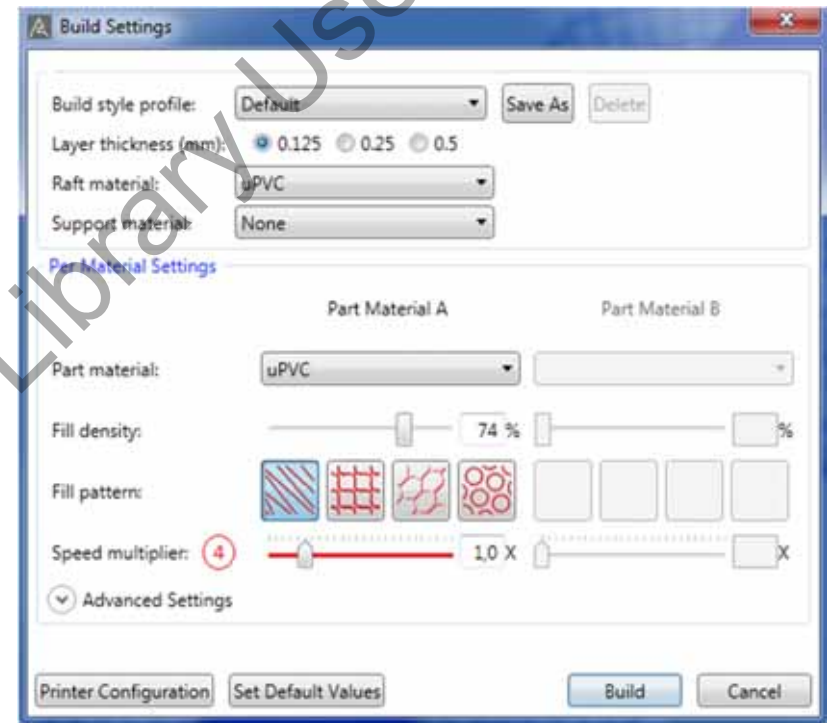 Build Settings
Build style profile: Default Save As Delete
Layer thickness (mm): 0.125 0.25 0.5
Raft material: uPVC
Support material: None
Per Material Settings
Part Material A Part Material B
Part material: uPVC
Fill density: 74 % %
Fill pattern:
Speed multiplier: 4 1,0 X X
Advanced Settings
Printer Configuration Set Default Values Build Cancel
Library Use